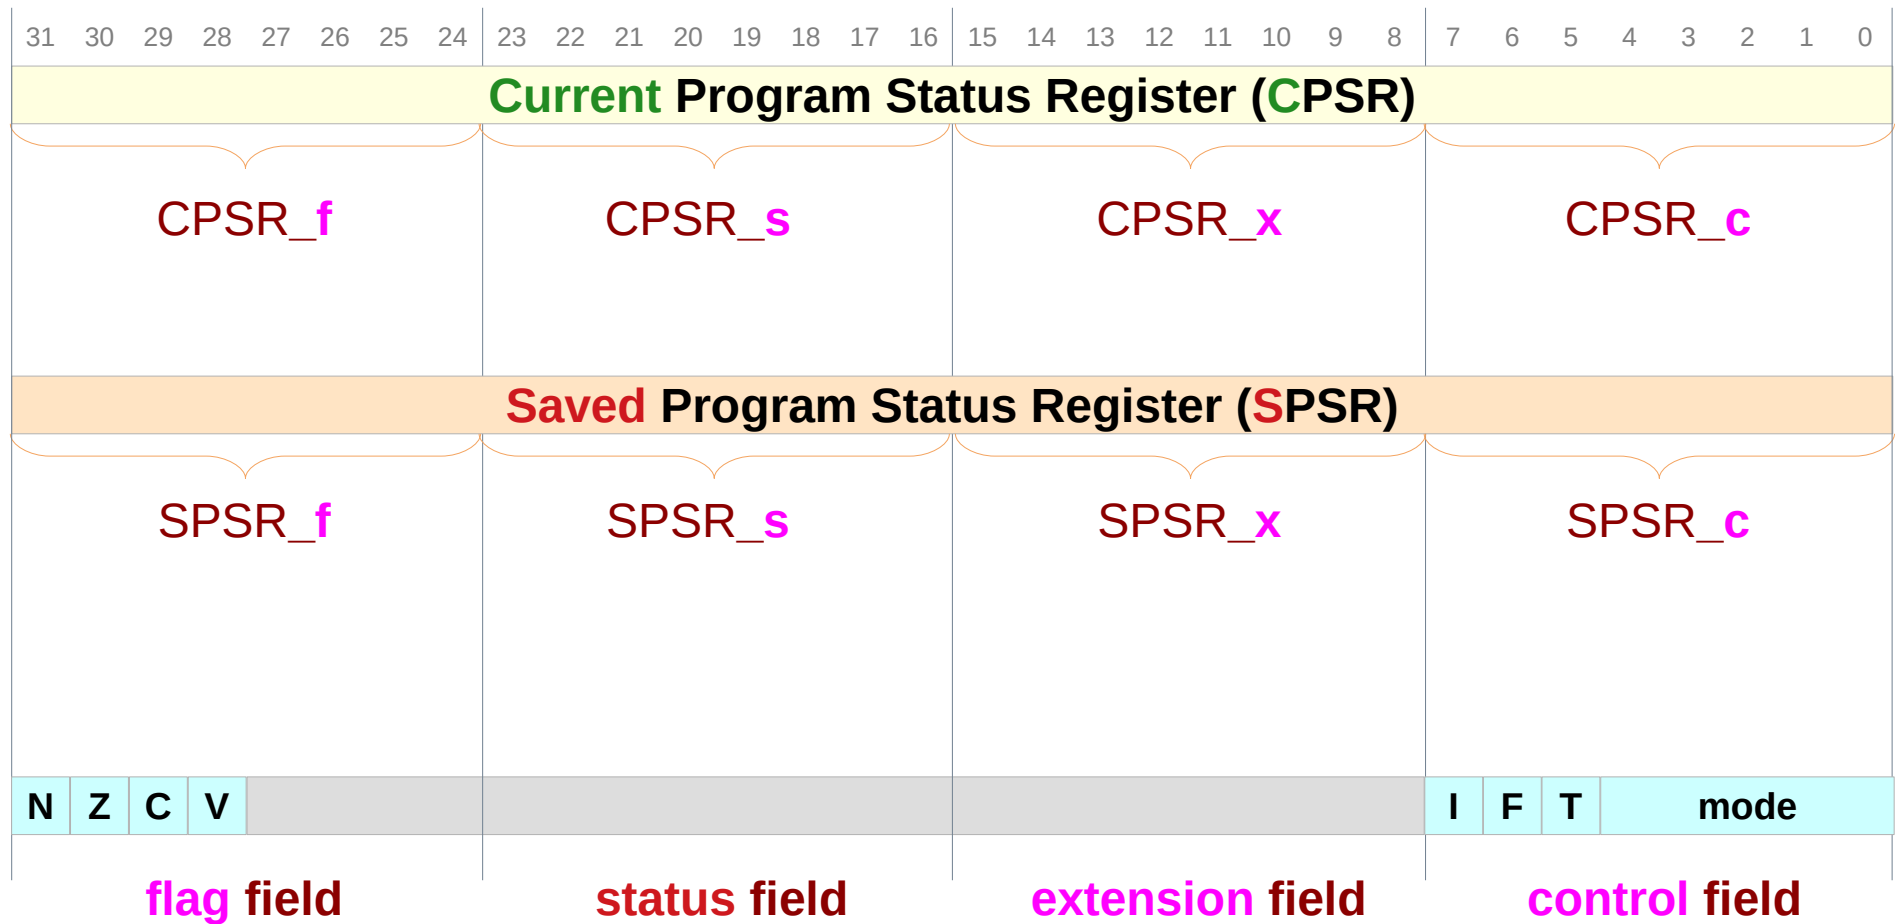 31 30 29 28 27 26 25 24 23 22 21 20 19 18 17 16 15 14 13 12 11 10 9 8 7 6 5 4 3 2 1 0
Current Program Status Register (CPSR)
CPSR_f CPSR_s CPSR_x CPSR_c
Saved Program Status Register (SPSR)
SPSR_f SPSR_s SPSR_x SPSR_c
N Z C V I F T mode
flag field status field extension field control field